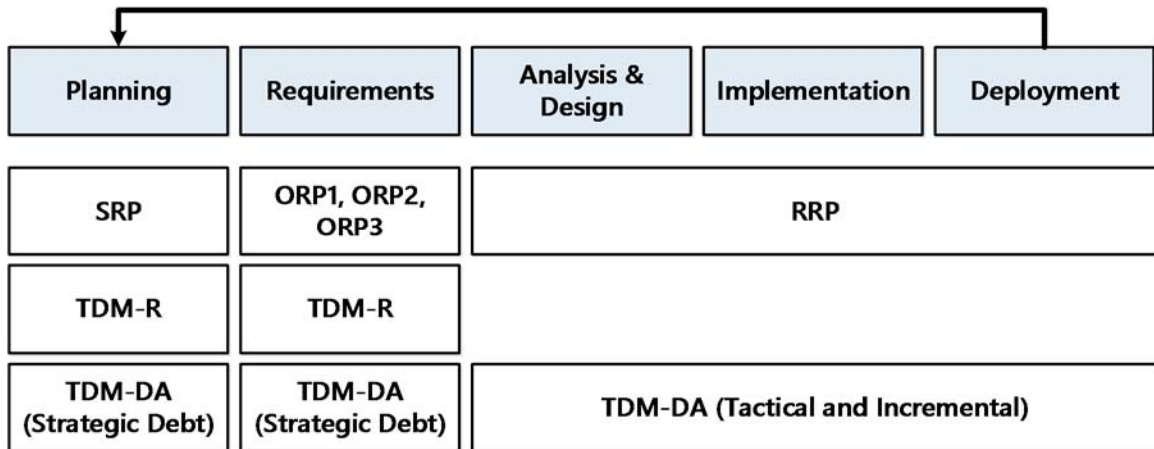 Planning
Requirements
Analysis &
Design
Implementation
Deployment
SRP
ORP1, ORP2,
ORP3
RRP
TDM-R
TDM-R
TDM-DA
(Strategic Debt)
TDM-DA
(Strategic Debt)
TDM-DA (Tactical and Incremental)